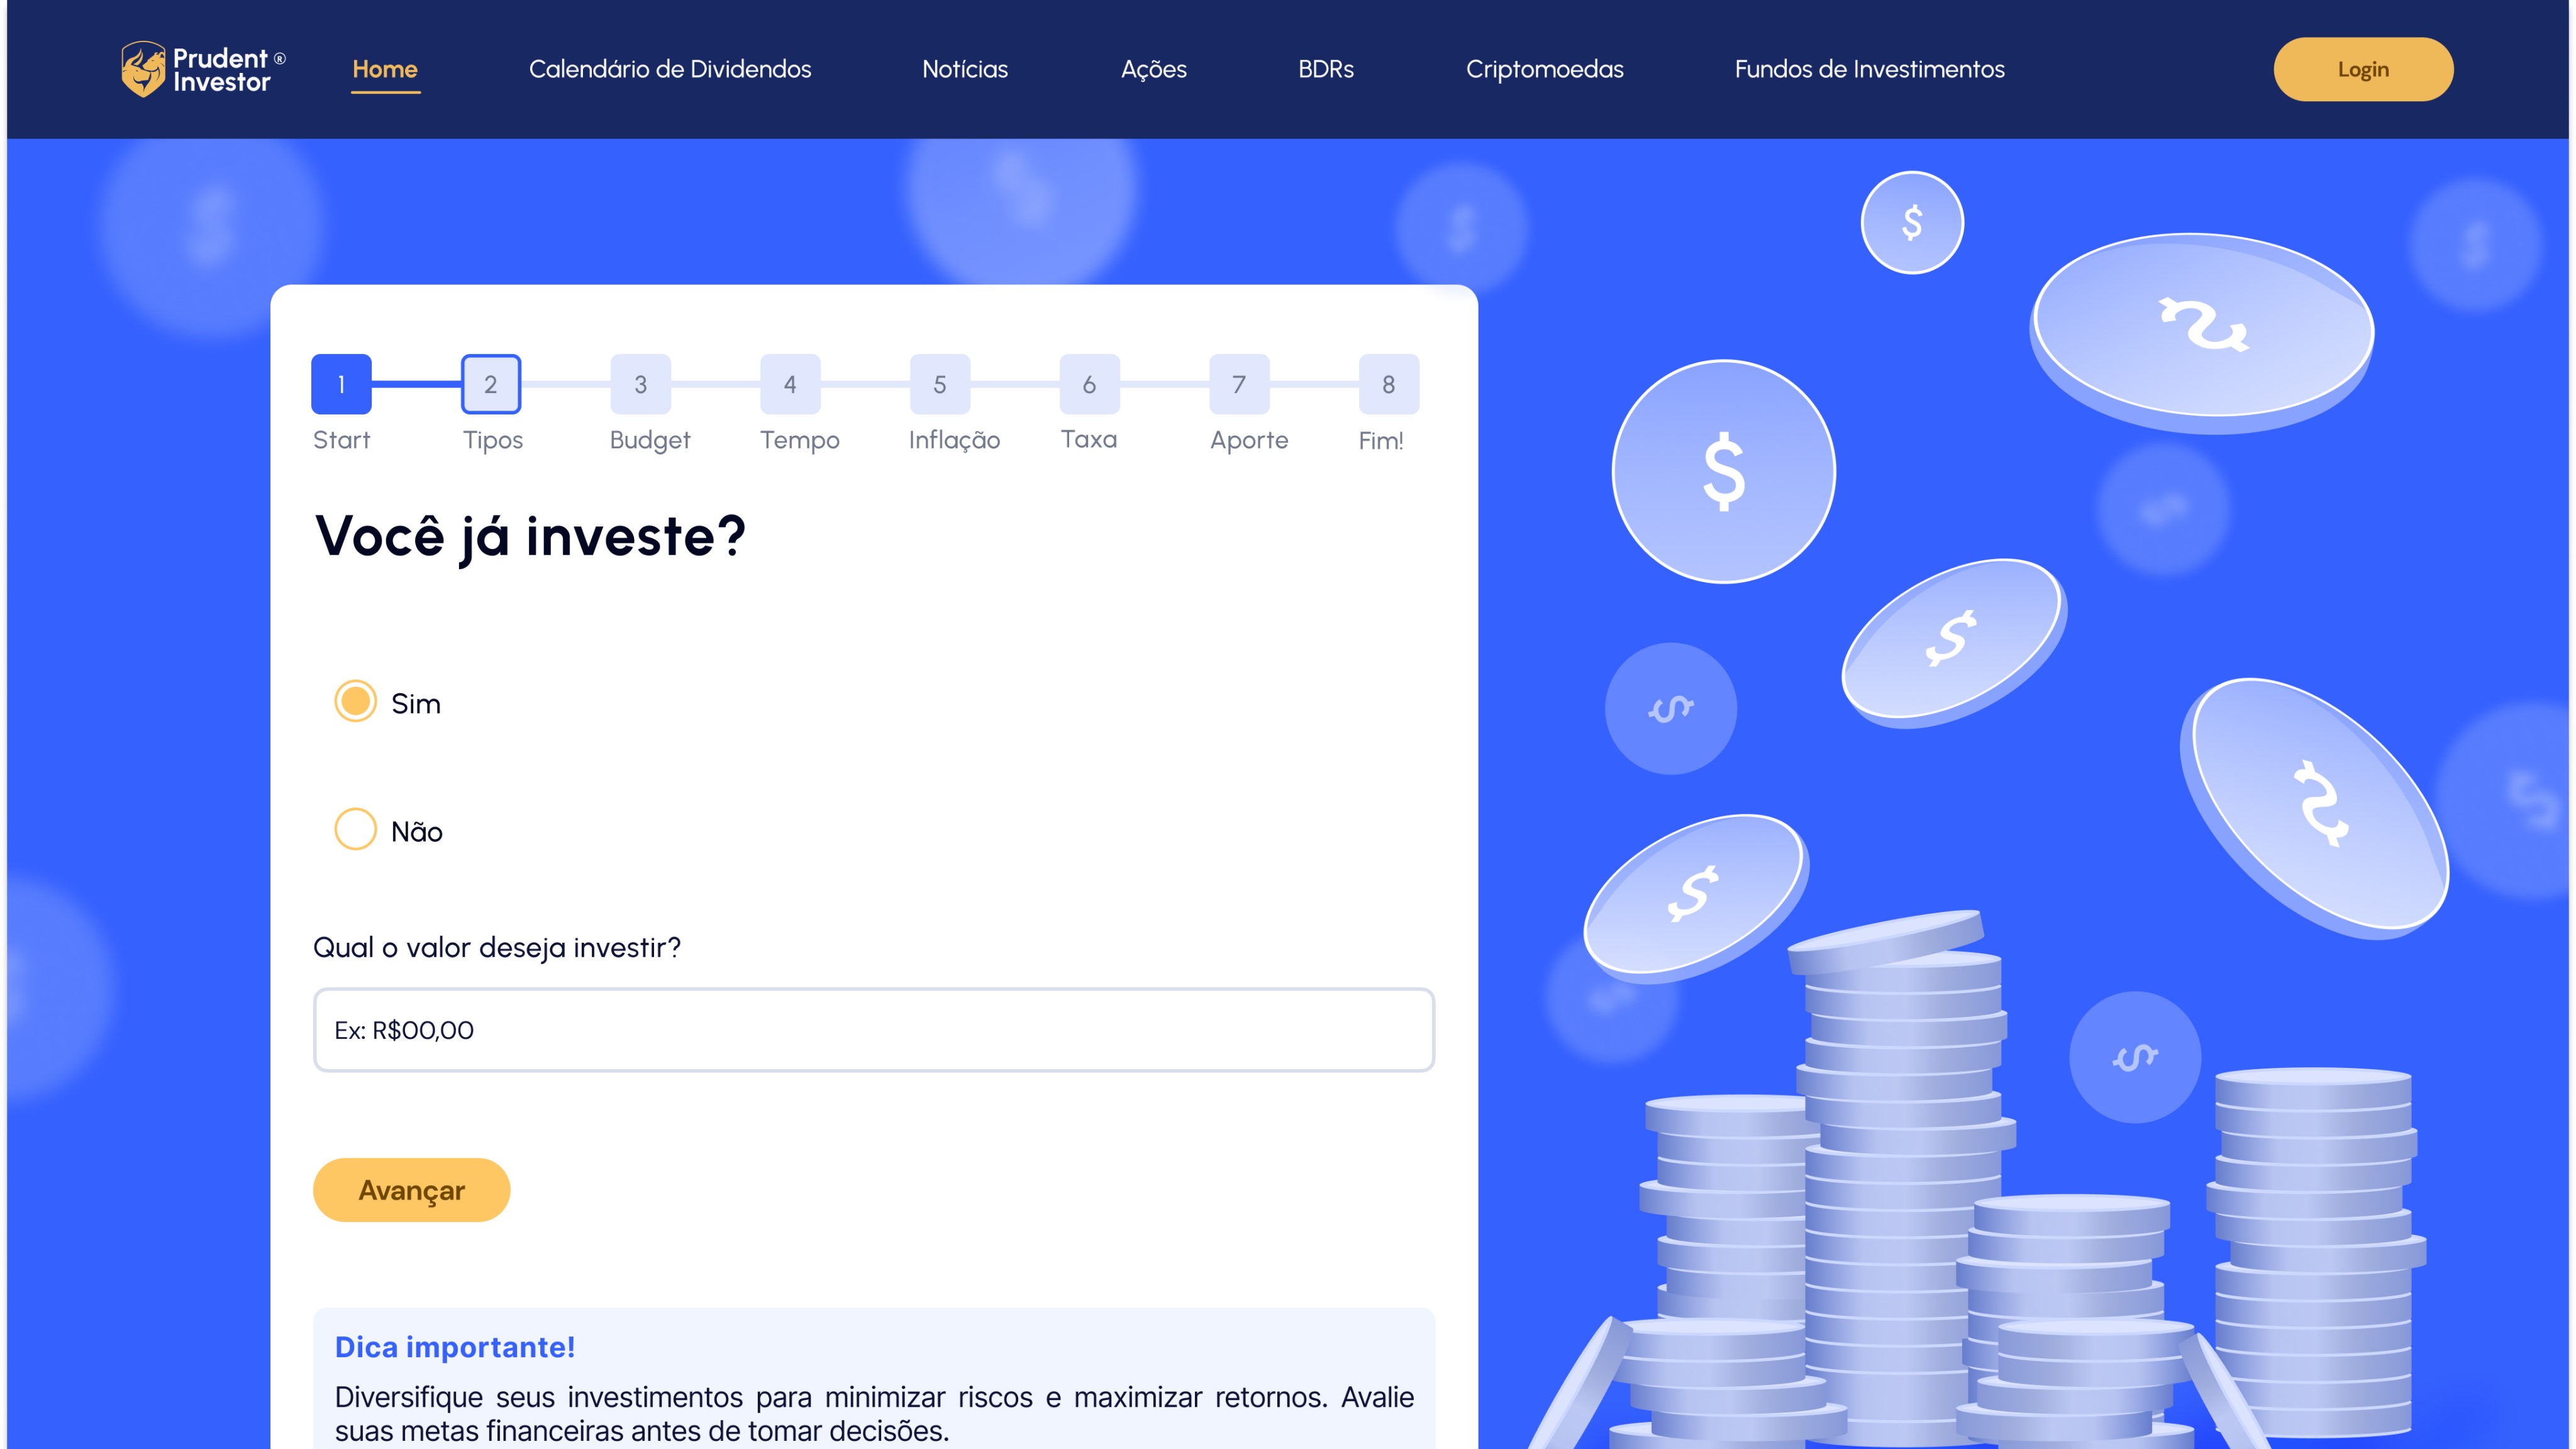 Prudent ®
Investor
Home
Calendário de Dividendos
Notícias
Ações
BDRs
Criptomoedas
Fundos de Investimentos
Login
1
2
3
4
5
6
7
8
Start
Tipos
Budget
Tempo
Inflação
Taxa
Aporte
Fim!
Você já investe?
Sim
Não
Qual o valor deseja investir?
Ex: R$00,00
Avançar
Dica importante!
Diversifique seus investimentos para minimizar riscos e maximizar retornos. Avalie
suas metas financeiras antes de tomar decisões.